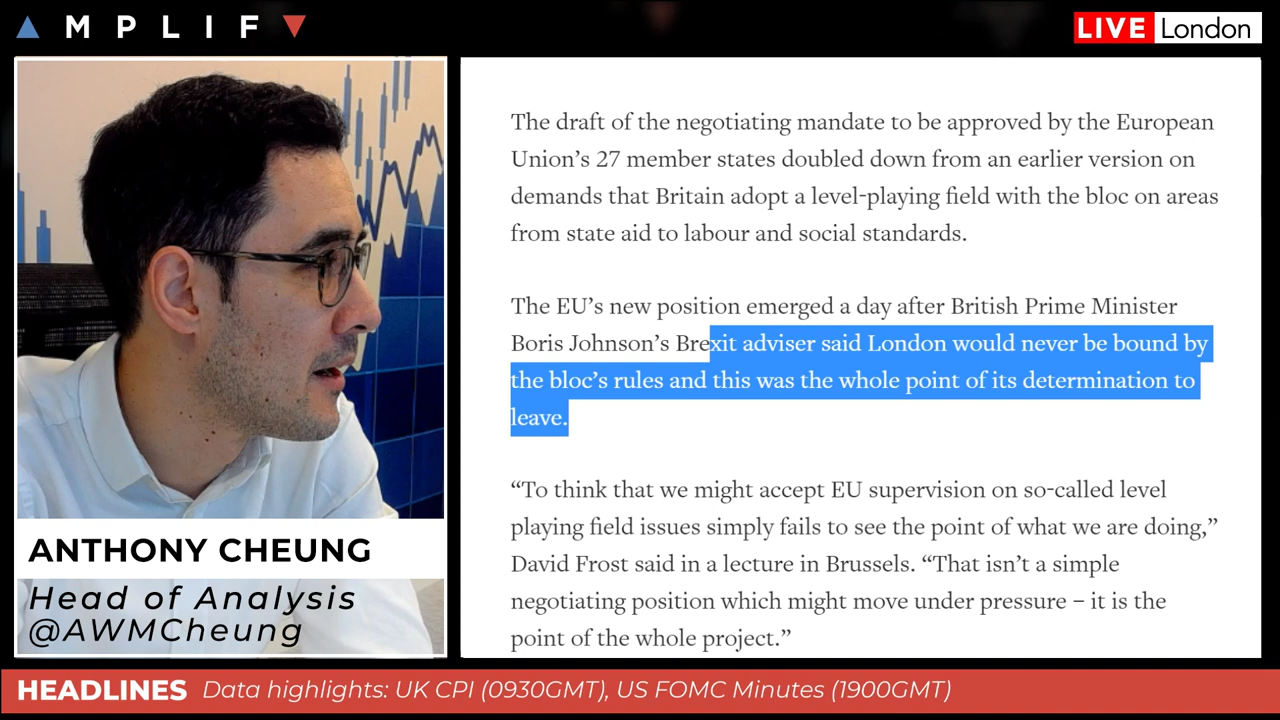 AMPLIFY
LIVE London
The draft of the negotiating mandate to be approved by the European
Union’s 27 member states doubled down from an earlier version on
demands that Britain adopt a level-playing field with the bloc on areas
from state aid to labour and social standards.
The EU’s new position emerged a day after British Prime Minister
Boris Johnson’s Brexit adviser said London would never be bound by
the bloc’s rules and this was the whole point of its determination to
leave.
“To think that we might accept EU supervision on so-called level
playing field issues simply fails to see the point of what we are doing,”
David Frost said in a lecture in Brussels. “That isn’t a simple
negotiating position which might move under pressure – it is the
point of the whole project.”
ANTHONY CHEUNG
Head of Analysis
@AWMCheung
HEADLINES Data highlights: UK CPI (0930GMT), US FOMC Minutes (1900GMT)